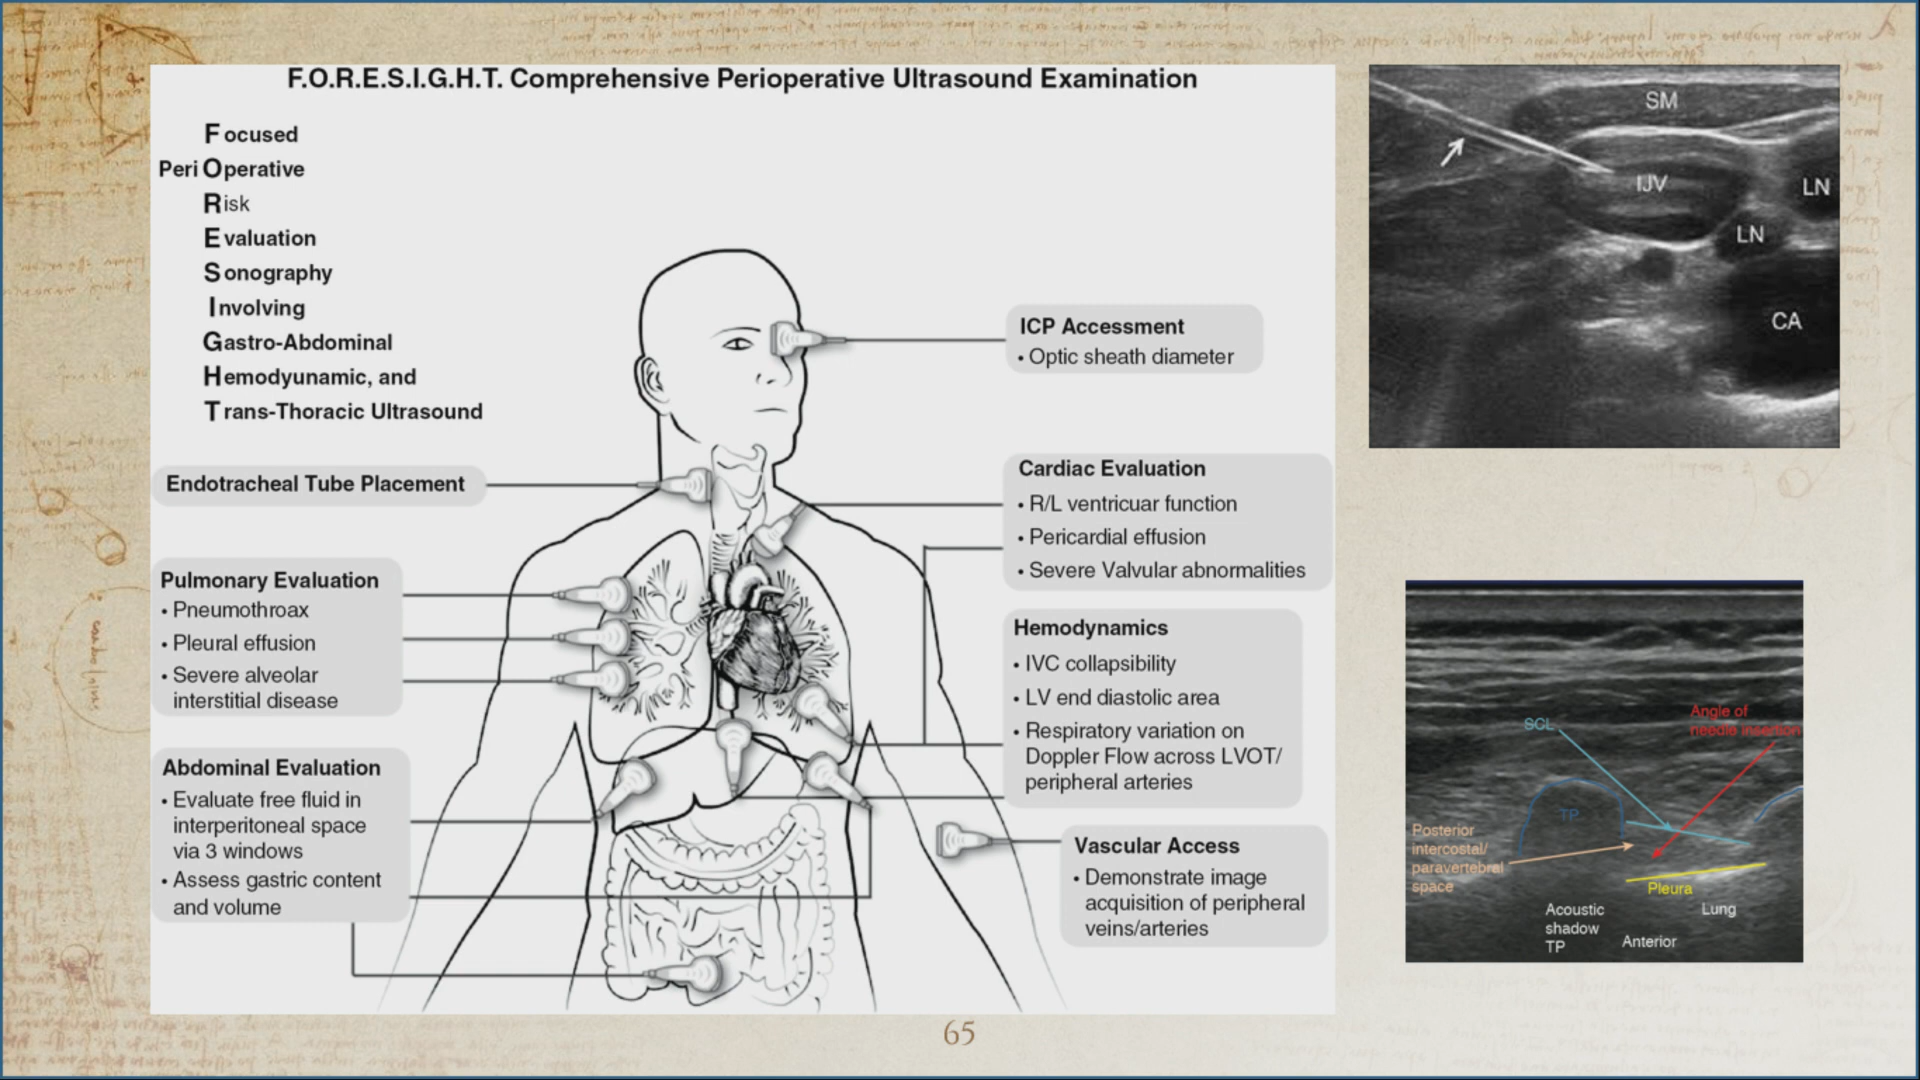 F.O.R.E.S.I.G.H.T. Comprehensive Perioperative Ultrasound Examination
Focused
Peri Operative
Risk
Evaluation
Sonography
Involving
Gastro-Abdominal
Hemodyunamic, and
Trans-Thoracic Ultrasound
Endotracheal Tube Placement
Pulmonary Evaluation
• Pneumothroax
• Pleural effusion
• Severe alveolar
interstitial disease
Abdominal Evaluation
• Evaluate free fluid in
interperitoneal space
via 3 windows
• Assess gastric content
and volume
ICP Accessment
• Optic sheath diameter
Cardiac Evaluation
• R/L ventricuar function
• Pericardial effusion
• Severe Valvular abnormalities
Hemodynamics
• IVC collapsibility
• LV end diastolic area
• Respiratory variation on
Doppler Flow across LVOT/
peripheral arteries
Vascular Access
• Demonstrate image
acquisition of peripheral
veins/arteries
SM
IJV
LN
LN
CA
SCL
Angle of
needle insertion
TP
Posterior
intercostal/
paravertebral
space
Pleura
Lung
Acoustic
shadow
TP
Anterior
65